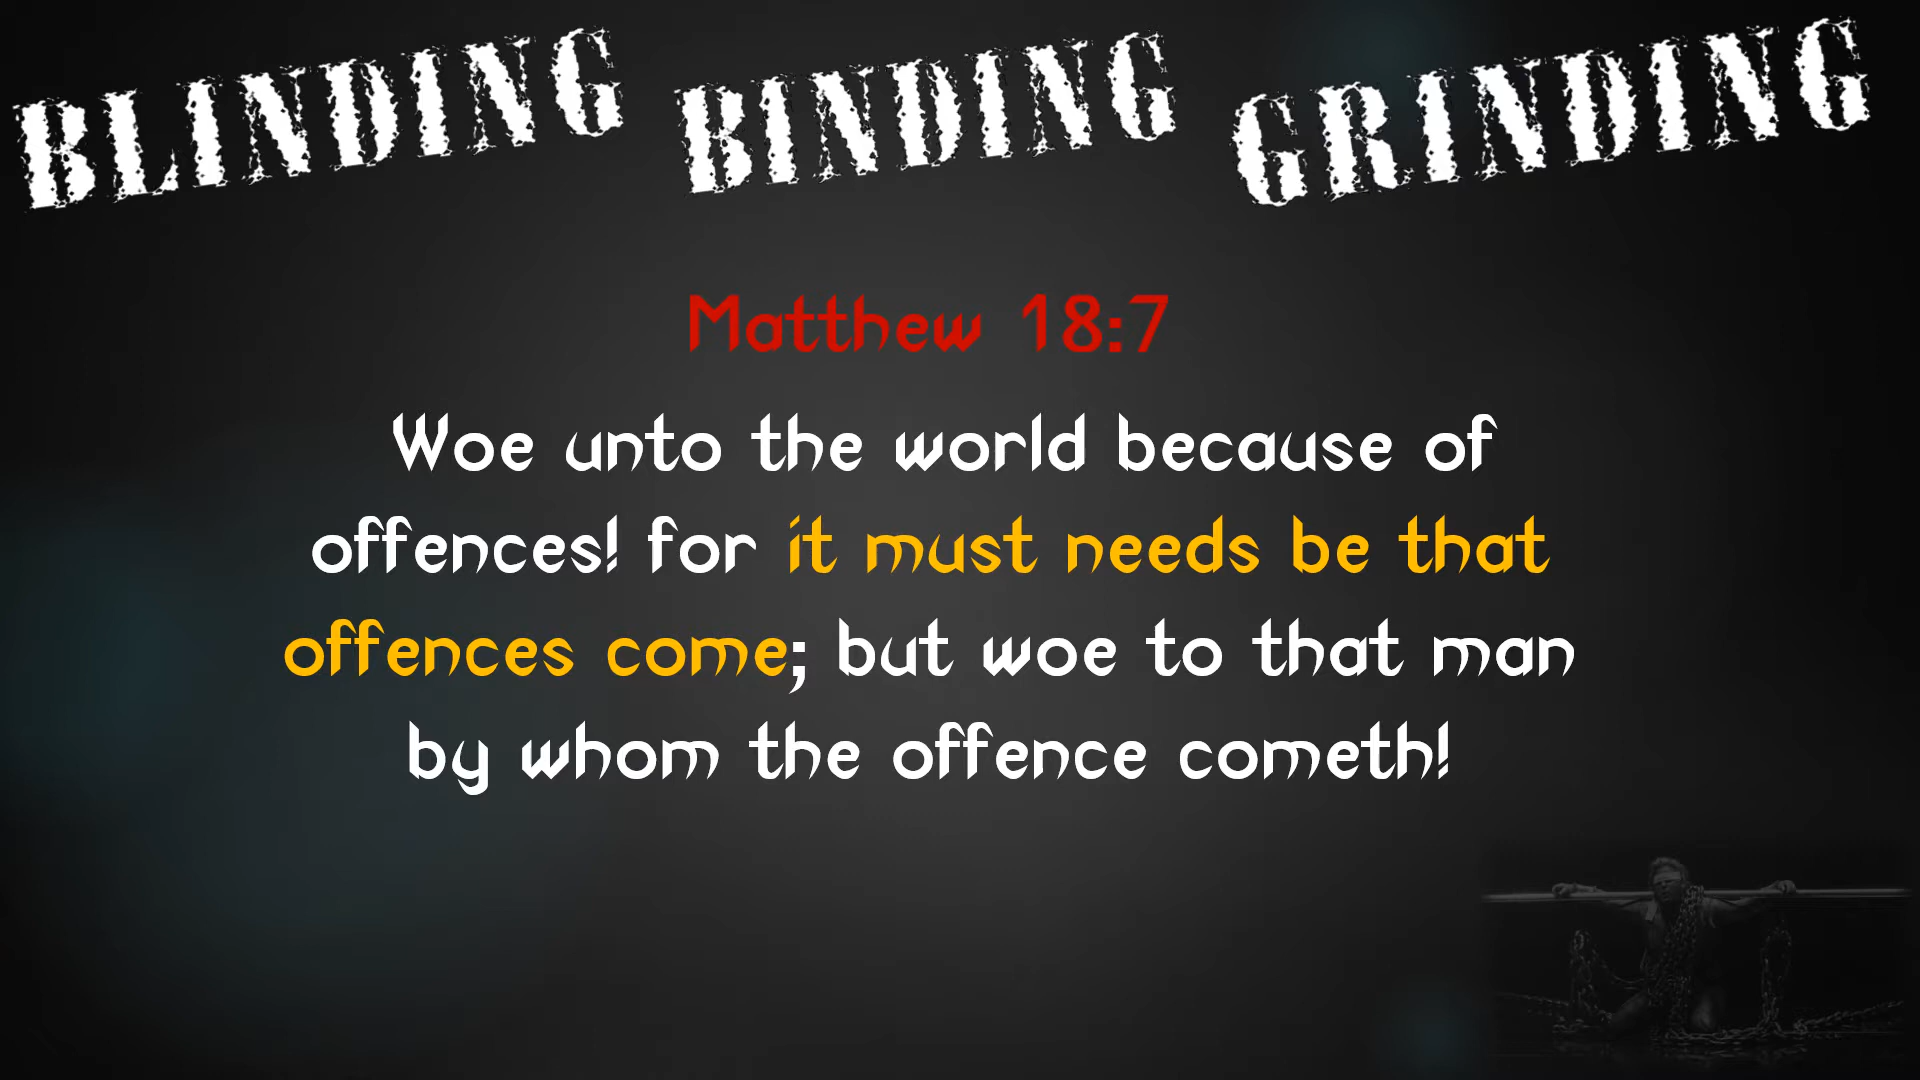 BLINDING BINDING GRINDING
Matthew 18:7
Woe unto the world because of
offences! for it must needs be that
offences come; but woe to that man
by whom the offence cometh!